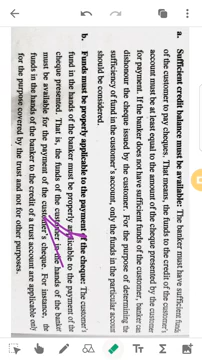 a. Sufficient credit balance must be available: The banker must have sufficient funds
of the customer to pay cheques. That means, the funds to the credit of the customer's
account must be at least equal to the amount of the cheque presented by the customer
for payment. If the banker does not have sufficient funds of the customer, banker can
dishonour the cheque issued by the customer. For the purpose of determining the
sufficiency of fund in the customer's account, only the funds in the particular account
should be considered.
b. Funds must be properly applicable to the payment of the cheque: The customer's
fund in the hands of the banker must be properly applicable to the payment of the
cheque presented. That is, the funds of the customer in the hands of the banker
must be available for the payment of the customer's cheque. For instance, the
funds in the hands of the banker to the credit of a trust account are applicable only
for the purpose covered by the trust and not for other purposes.